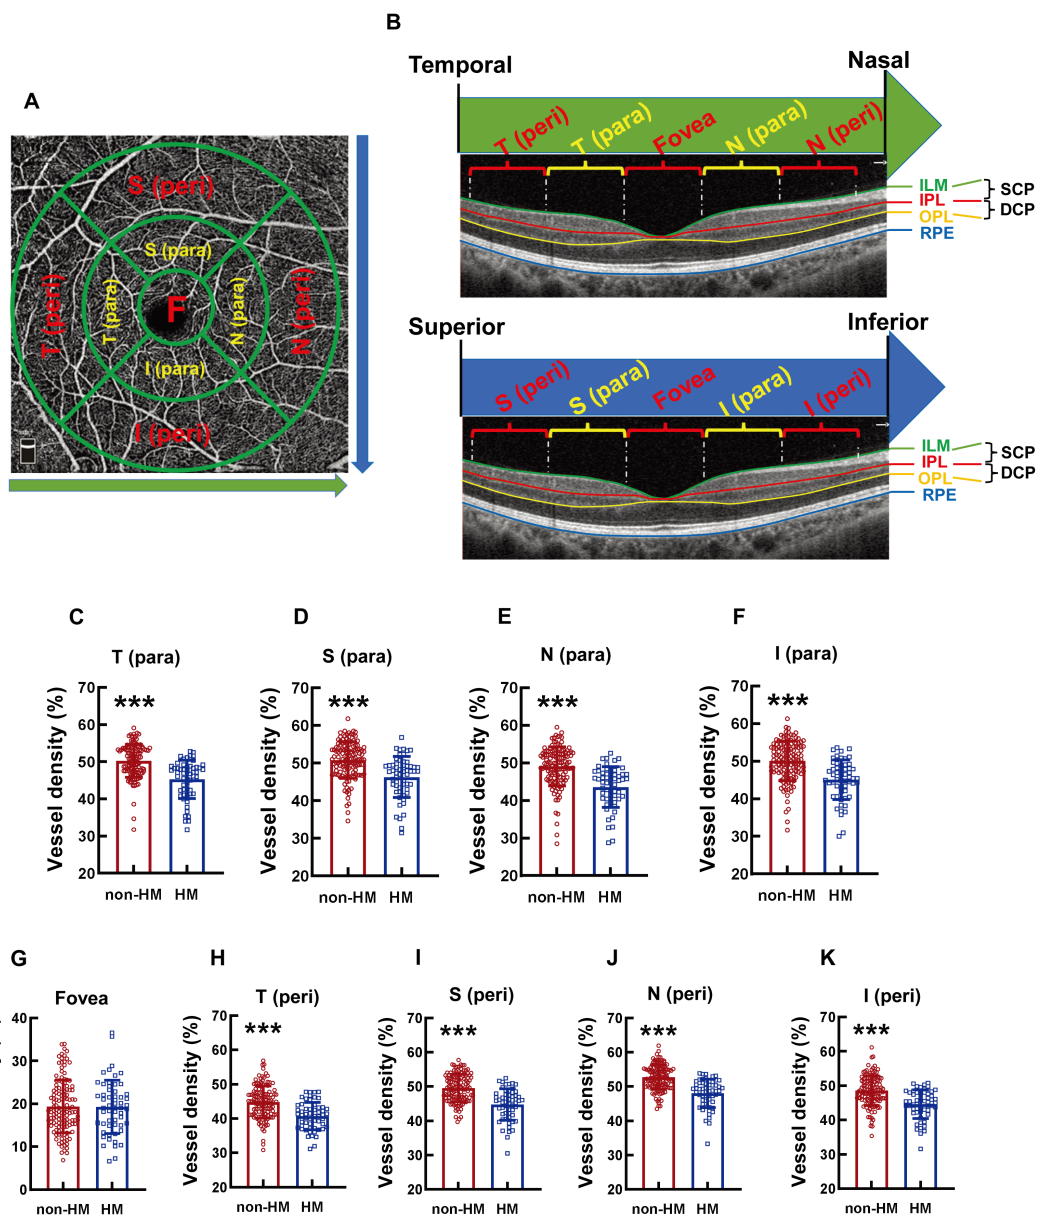 A
S (peri)
S (para)
T (peri)
T (para)
F
N (para)
N (peri)
I (para)
I (peri)
B
Temporal
Nasal
T (peri)
T (para)
Fovea
N (para)
N (peri)
ILM
IPL
OPL
RPE
SCP
DCP
Superior
Inferior
S (peri)
S (para)
Fovea
I (para)
I (peri)
ILM
IPL
OPL
RPE
SCP
DCP
C
T (para)
Vessel density (%)
70
60
50
40
30
20
***
non-HM HM
D
S (para)
Vessel density (%)
70
60
50
40
30
20
***
non-HM HM
E
N (para)
Vessel density (%)
70
60
50
40
30
20
***
non-HM HM
F
I (para)
Vessel density (%)
70
60
50
40
30
20
***
non-HM HM
G
Fovea
40
30
20
10
0
non-HM HM
H
T (peri)
Vessel density (%)
70
60
50
40
30
20
***
non-HM HM
I
S (peri)
Vessel density (%)
70
60
50
40
30
20
***
non-HM HM
J
N (peri)
Vessel density (%)
70
60
50
40
30
20
***
non-HM HM
K
I (peri)
Vessel density (%)
70
60
50
40
30
20
***
non-HM HM